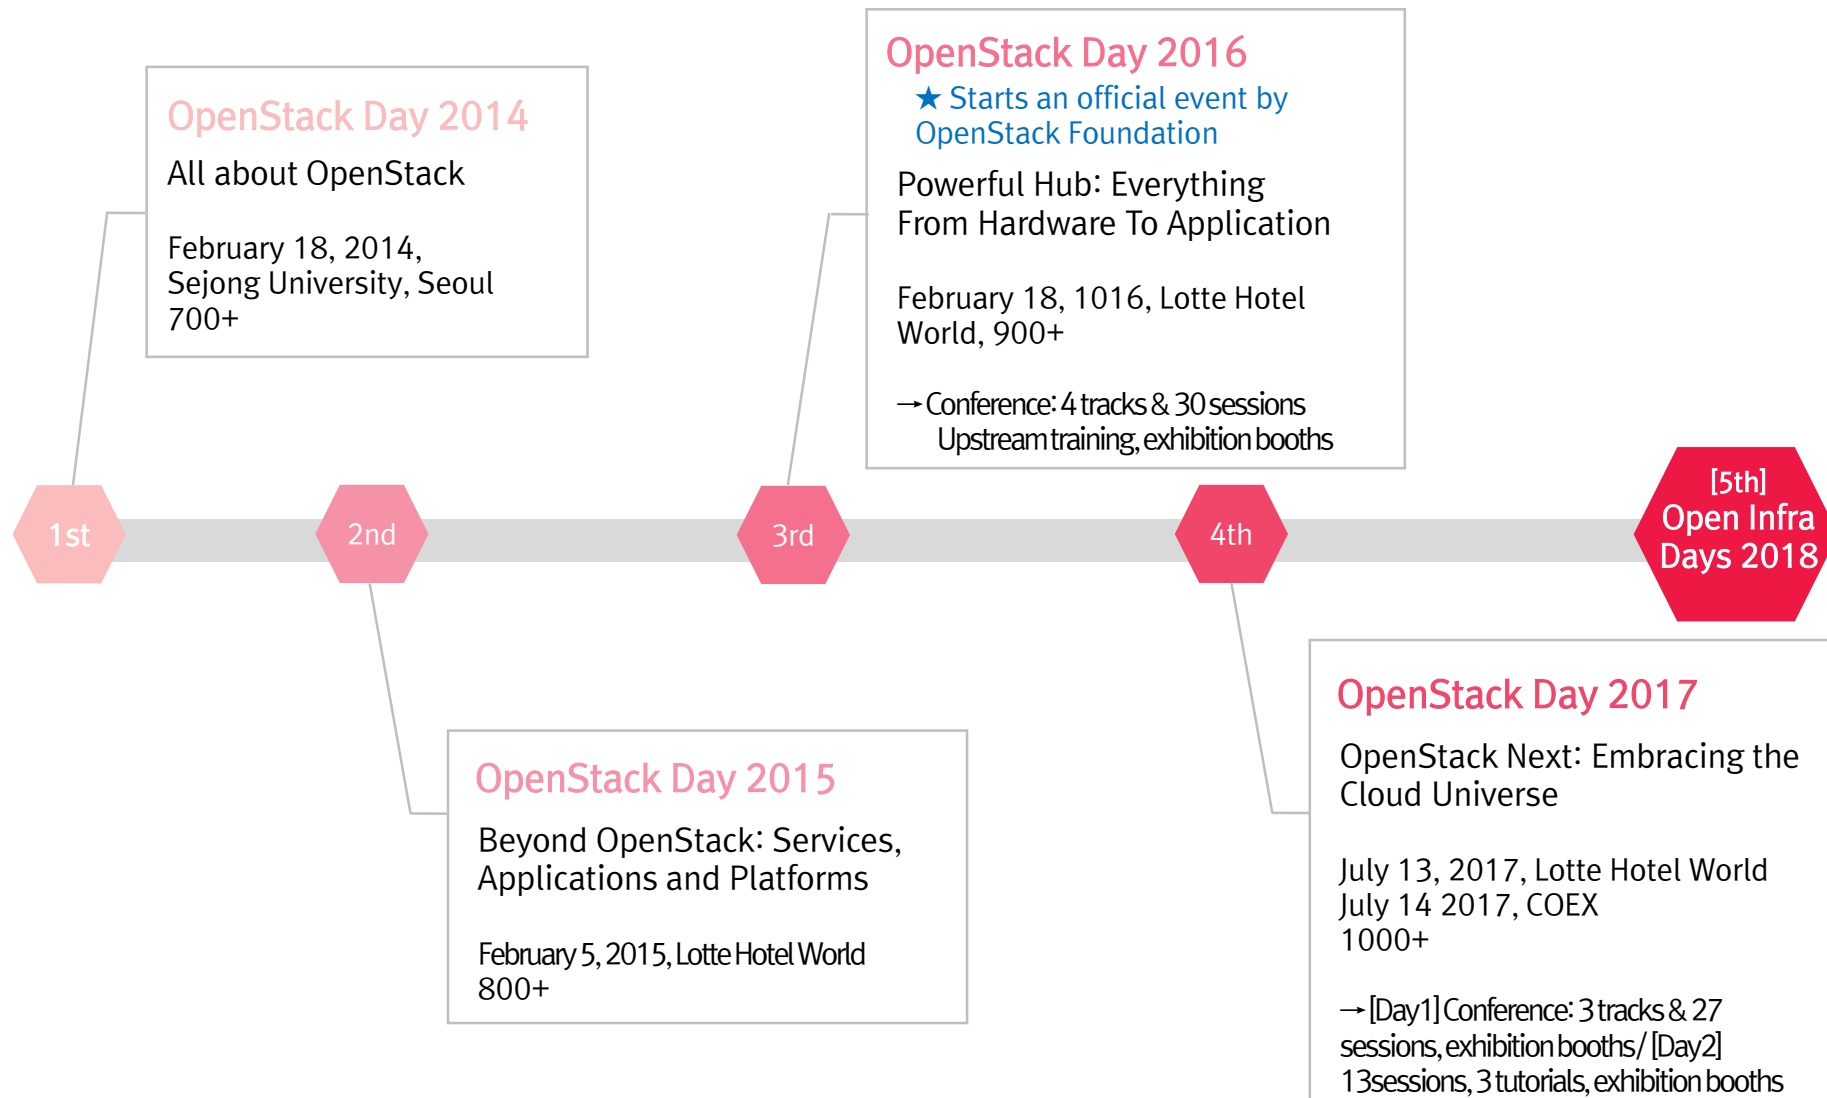 OpenStack Day 2014
All about OpenStack
February 18, 2014,
Sejong University, Seoul
700+
OpenStack Day 2016
★ Starts an official event by
OpenStack Foundation
Powerful Hub: Everything
From Hardware To Application
February 18, 1016, Lotte Hotel
World, 900+
→ Conference: 4 tracks & 30 sessions
Upstream training, exhibition booths
1st
2nd
3rd
4th
[5th]
Open Infra
Days 2018
OpenStack Day 2015
Beyond OpenStack: Services,
Applications and Platforms
February 5, 2015, Lotte Hotel World
800+
OpenStack Day 2017
OpenStack Next: Embracing the
Cloud Universe
July 13, 2017, Lotte Hotel World
July 14 2017, COEX
1000+
→ [Day1] Conference: 3 tracks & 27
sessions, exhibition booths / [Day2]
13sessions, 3 tutorials, exhibition booths